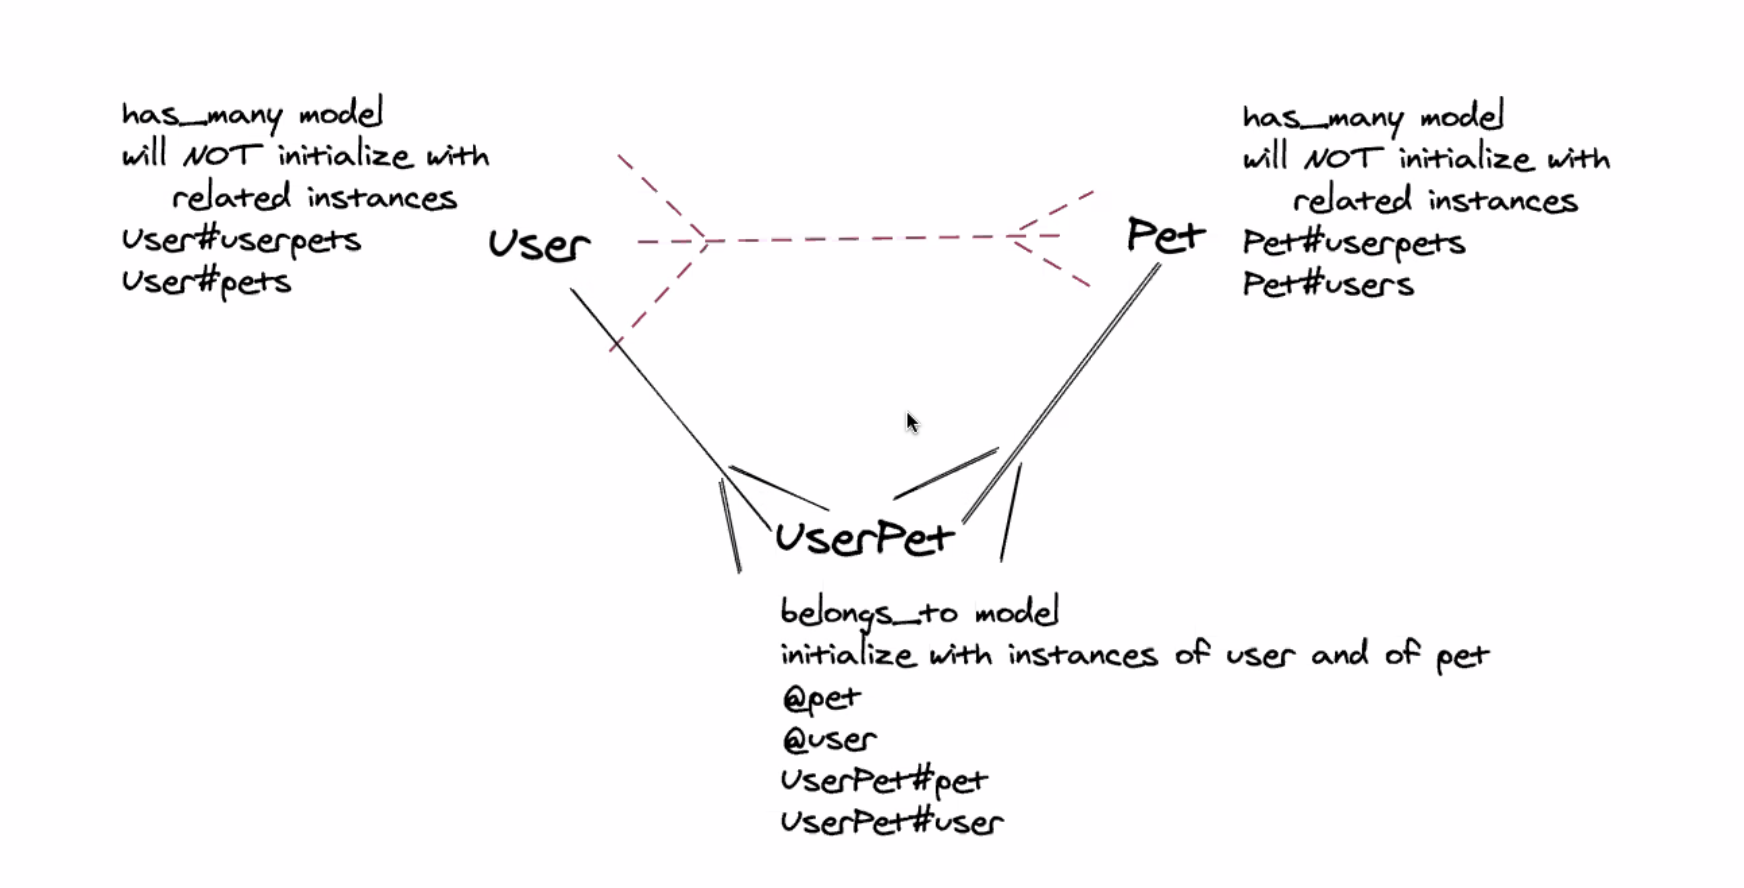 has_many model
will NOT initialize with
related instances
User#userpets
User#pets
User
Pet
has_many model
will NOT initialize with
related instances
Pet#userpets
Pet#users
UserPet
belongs_to model
initialize with instances of user and of pet
@pet
@user
UserPet#pet
UserPet#user